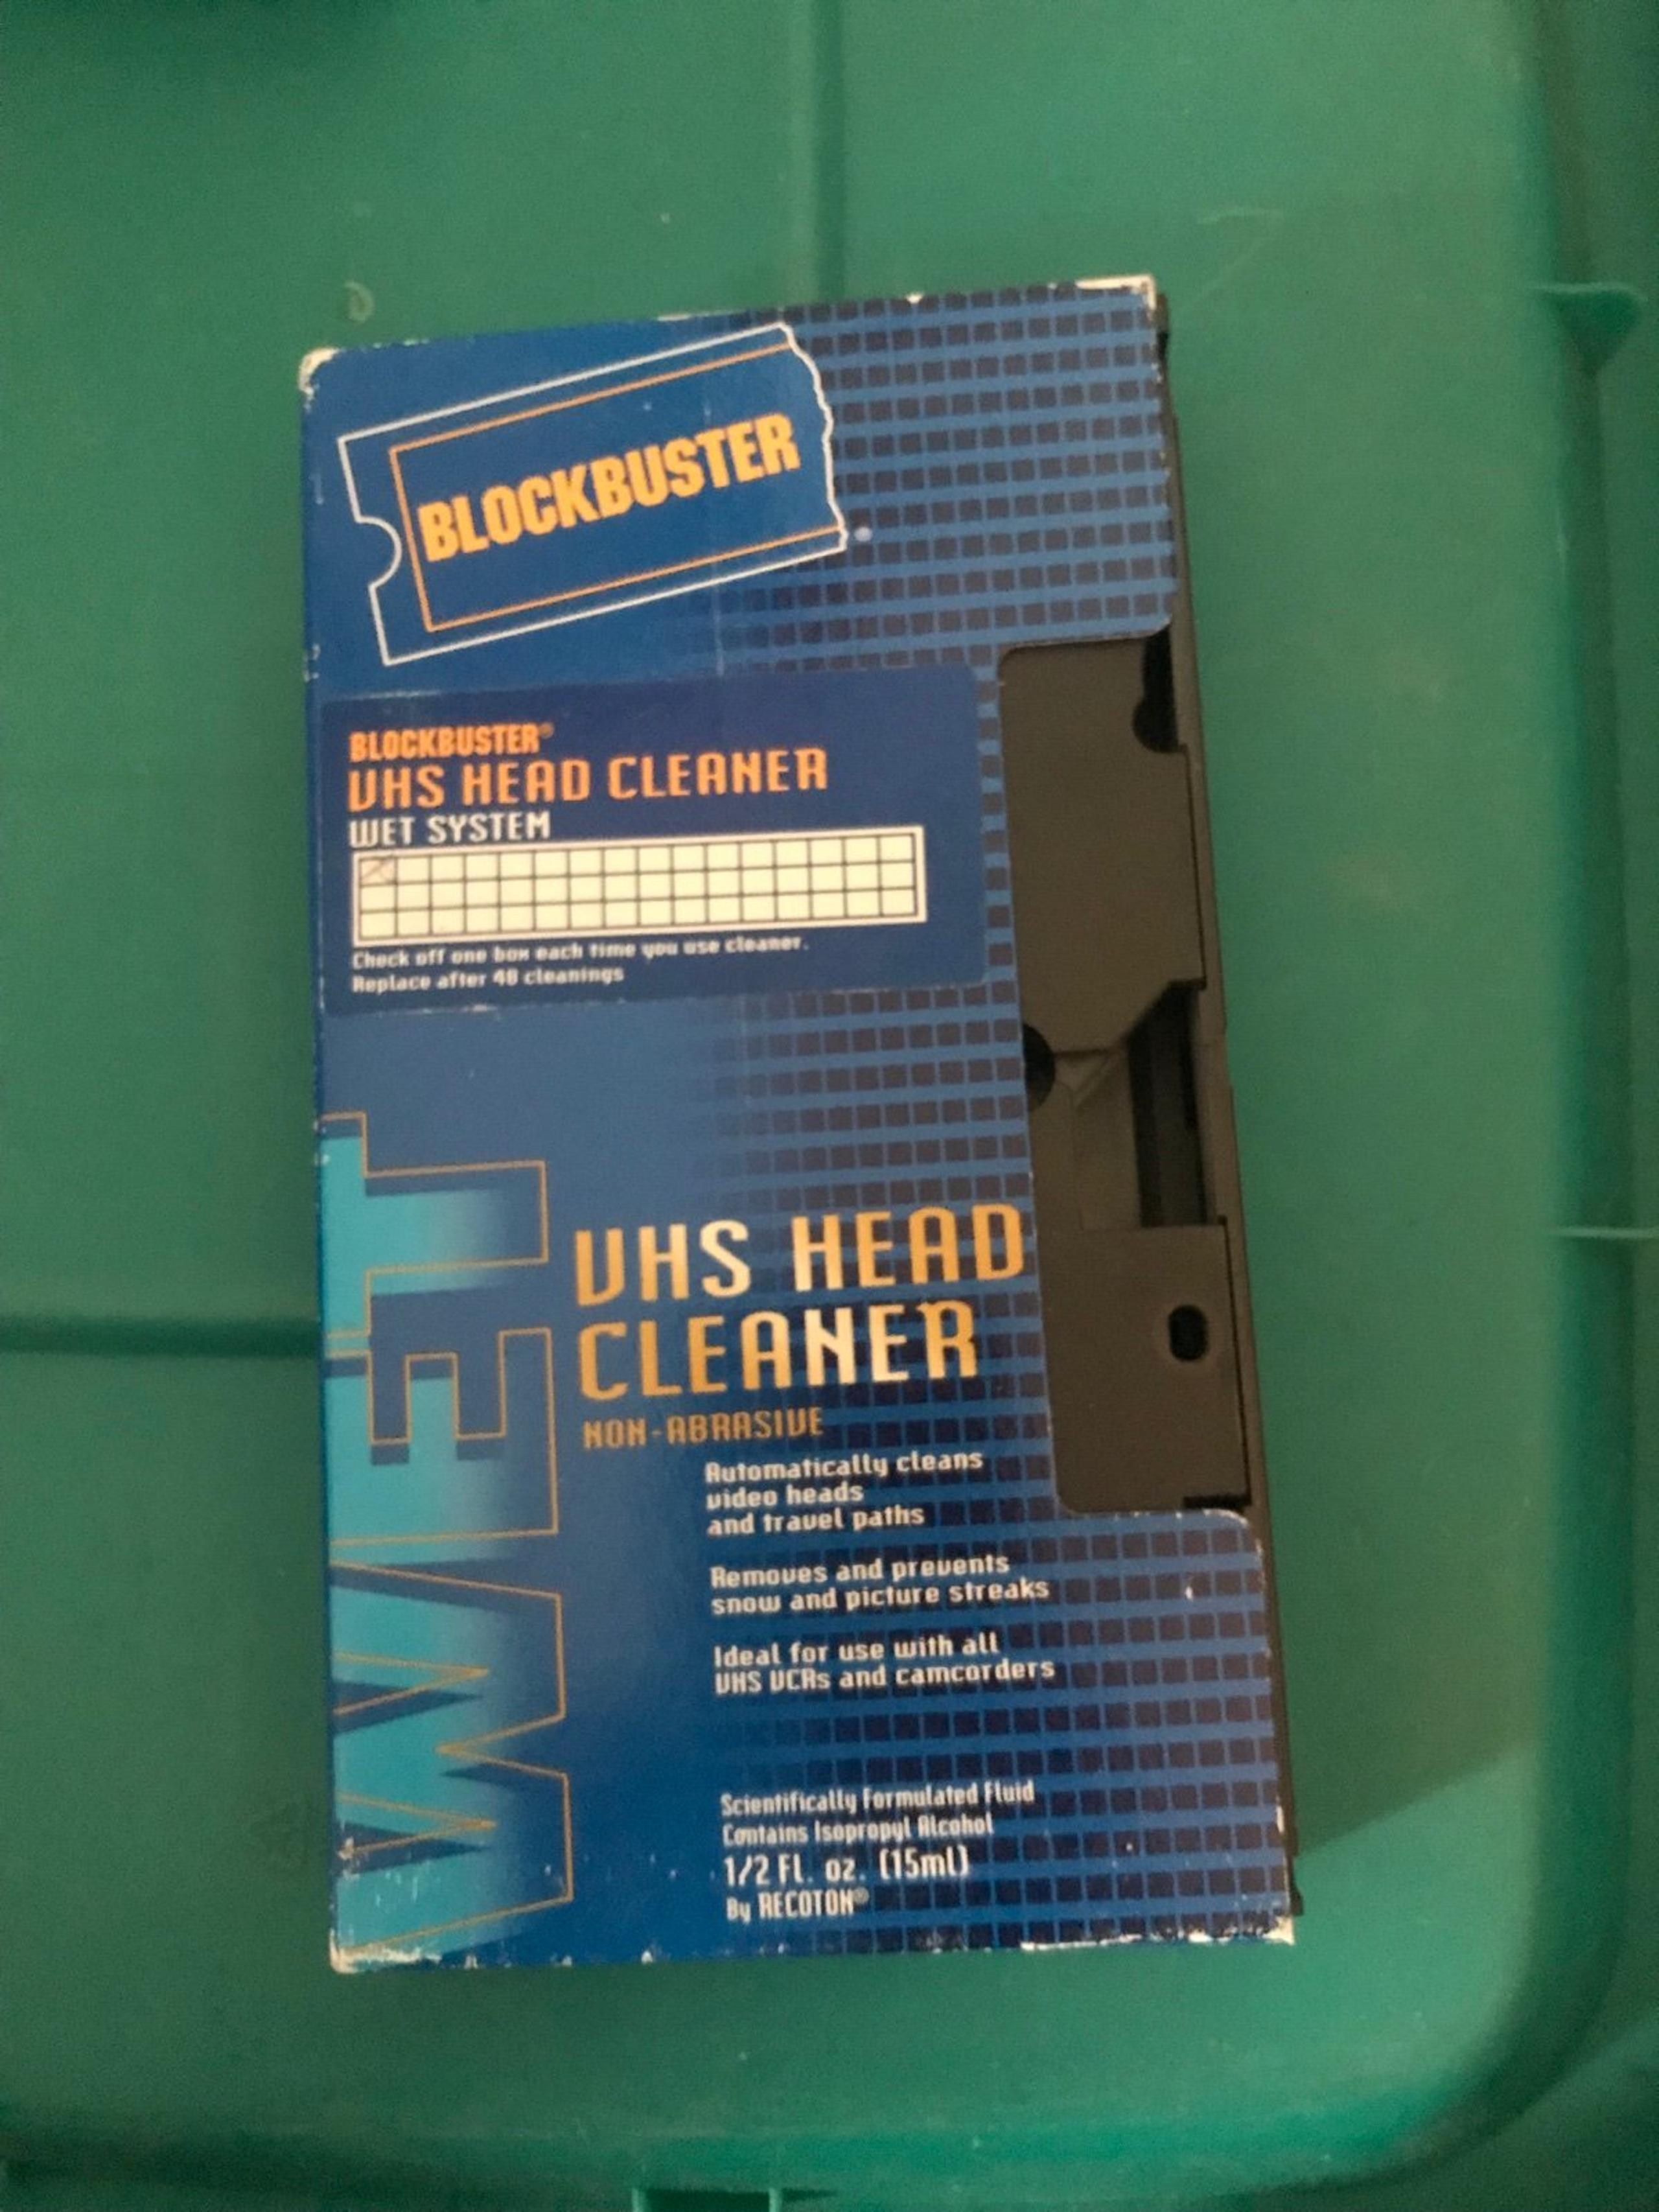 BLOCKBUSTER
BLOCKBUSTER®
VHS HEAD CLEANER
WET SYSTEM
Check off one box each time you use cleaner.
Replace after 48 cleanings
WET
VHS HEAD
CLEANER
NON-ABRASIVE
Automatically cleans
video heads
and travel paths
Removes and prevents
snow and picture streaks
Ideal for use with all
VHS VCRs and camcorders
Scientifically Formulated Fluid
Contains Isopropyl Alcohol
1/2 FL. oz. (15ml)
By RECOTON®